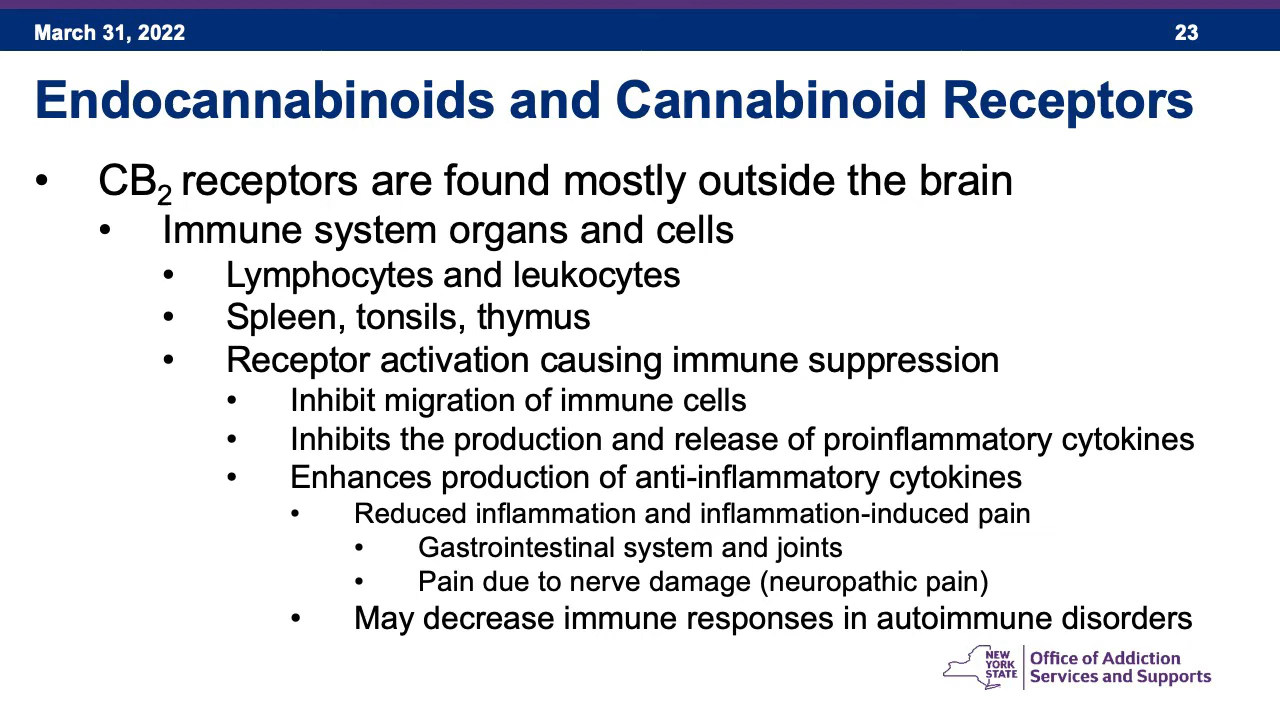 March 31, 2022
23
Endocannabinoids and Cannabinoid Receptors
• CB₂ receptors are found mostly outside the brain
• Immune system organs and cells
• Lymphocytes and leukocytes
• Spleen, tonsils, thymus
• Receptor activation causing immune suppression
• Inhibit migration of immune cells
• Inhibits the production and release of proinflammatory cytokines
• Enhances production of anti-inflammatory cytokines
• Reduced inflammation and inflammation-induced pain
• Gastrointestinal system and joints
• Pain due to nerve damage (neuropathic pain)
• May decrease immune responses in autoimmune disorders
NEW
YORK
STATE
Office of Addiction
Services and Supports